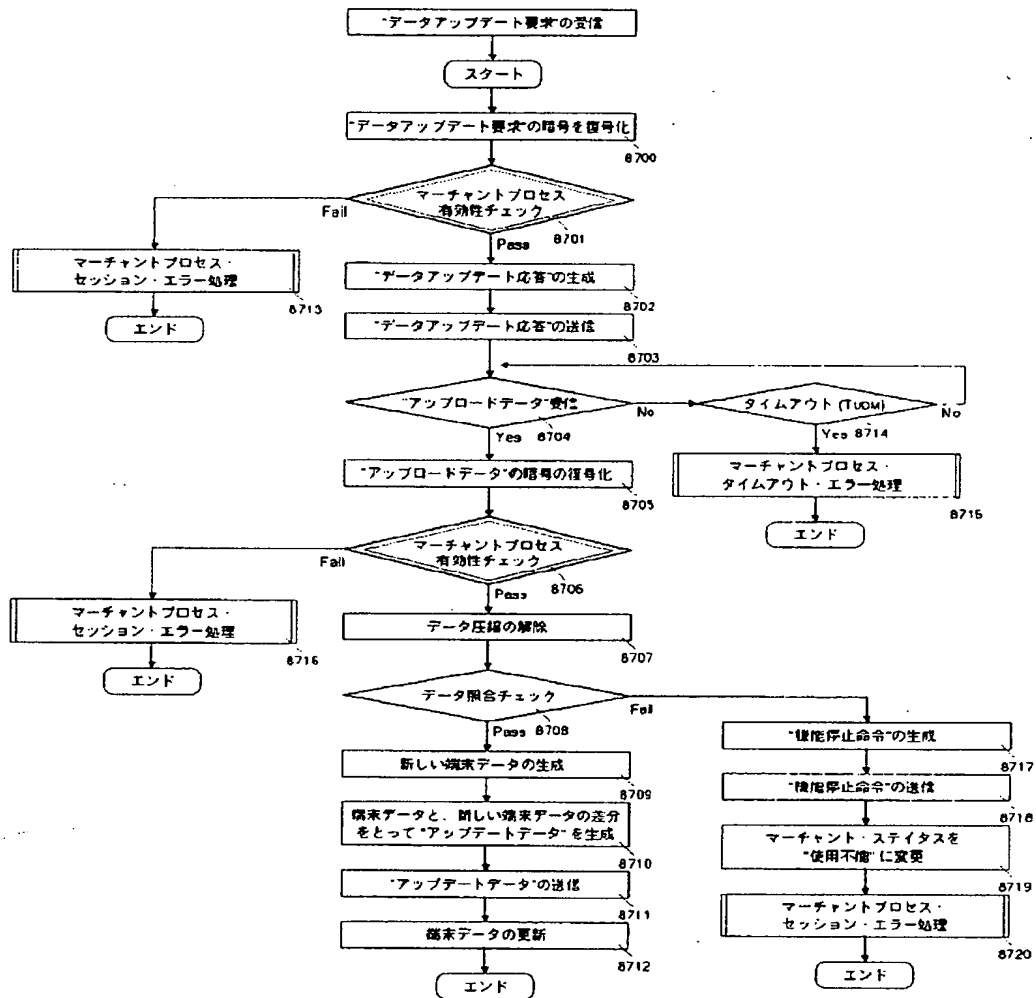 "データアップデート要求"の受信
スタート
"データアップデート要求"の暗号を復号化
8700
マーチャントプロセス
有効性チェック
8701
Fail
Pass
マーチャントプロセス・
セッション・エラー処理
8713
エンド
"データアップデート応答"の生成
8702
"データアップデート応答"の送信
8703
"アップロードデータ"受信
8704
No
Yes
タイムアウト (TUDM)
8714
No
Yes
マーチャントプロセス・
タイムアウト・エラー処理
8715
エンド
"アップロードデータ"の暗号の復号化
8705
マーチャントプロセス
有効性チェック
8706
Fail
Pass
マーチャントプロセス・
セッション・エラー処理
8716
エンド
データ圧縮の解除
8707
データ照合チェック
8708
Fail
Pass
新しい端末データの生成
8709
端末データと、新しい端末データの差分
をとって"アップデートデータ"を生成
8710
"アップデートデータ"の送信
8711
端末データの更新
8712
エンド
"機能停止命令"の生成
8717
"機能停止命令"の送信
8718
マーチャント・ステイタスを
"使用不能"に変更
8719
マーチャントプロセス・
セッション・エラー処理
8720
エンド